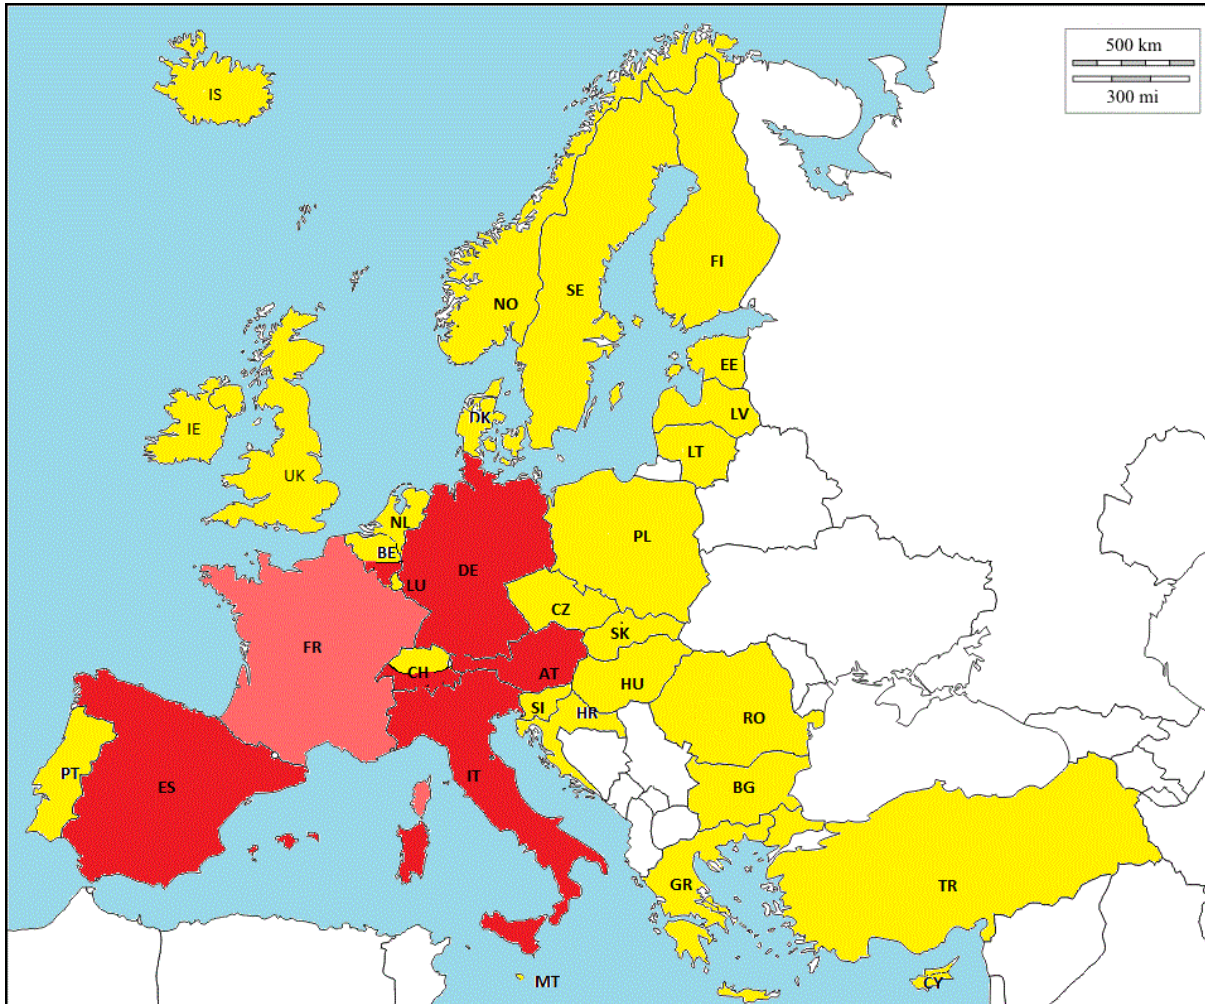 500 km
300 mi
IS
FI
NO
SE
EE
LV
DK
IE
LT
UK
NL
PL
BE
DE
LU
CZ
SK
FR
CH
AT
HU
SI
HR
RO
PT
ES
IT
BG
GR
TR
MT
CY